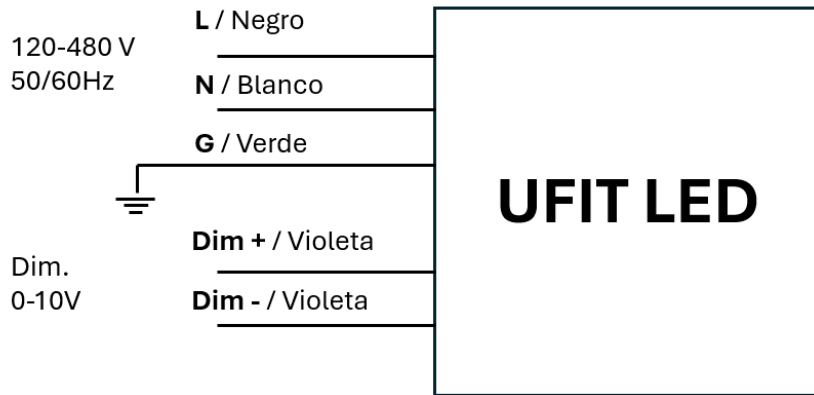 L / Negro
120-480 V
50/60Hz
N / Blanco
G / Verde
UFIT LED
Dim + / Violeta
Dim.
0-10V
Dim - / Violeta